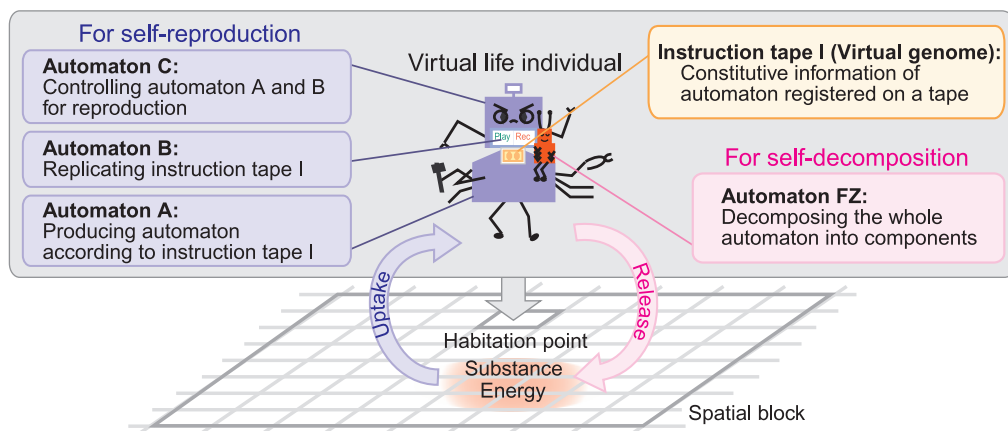 For self-reproduction
Automaton C:
Controlling automaton A and B
for reproduction
Automaton B:
Replicating instruction tape I
Automaton A:
Producing automaton
according to instruction tape I
Virtual life individual
Play Rec
Instruction tape I (Virtual genome):
Constitutive information of
automaton registered on a tape
For self-decomposition
Automaton FZ:
Decomposing the whole
automaton into components
Uptake
Release
Habitation point
Substance
Energy
Spatial block